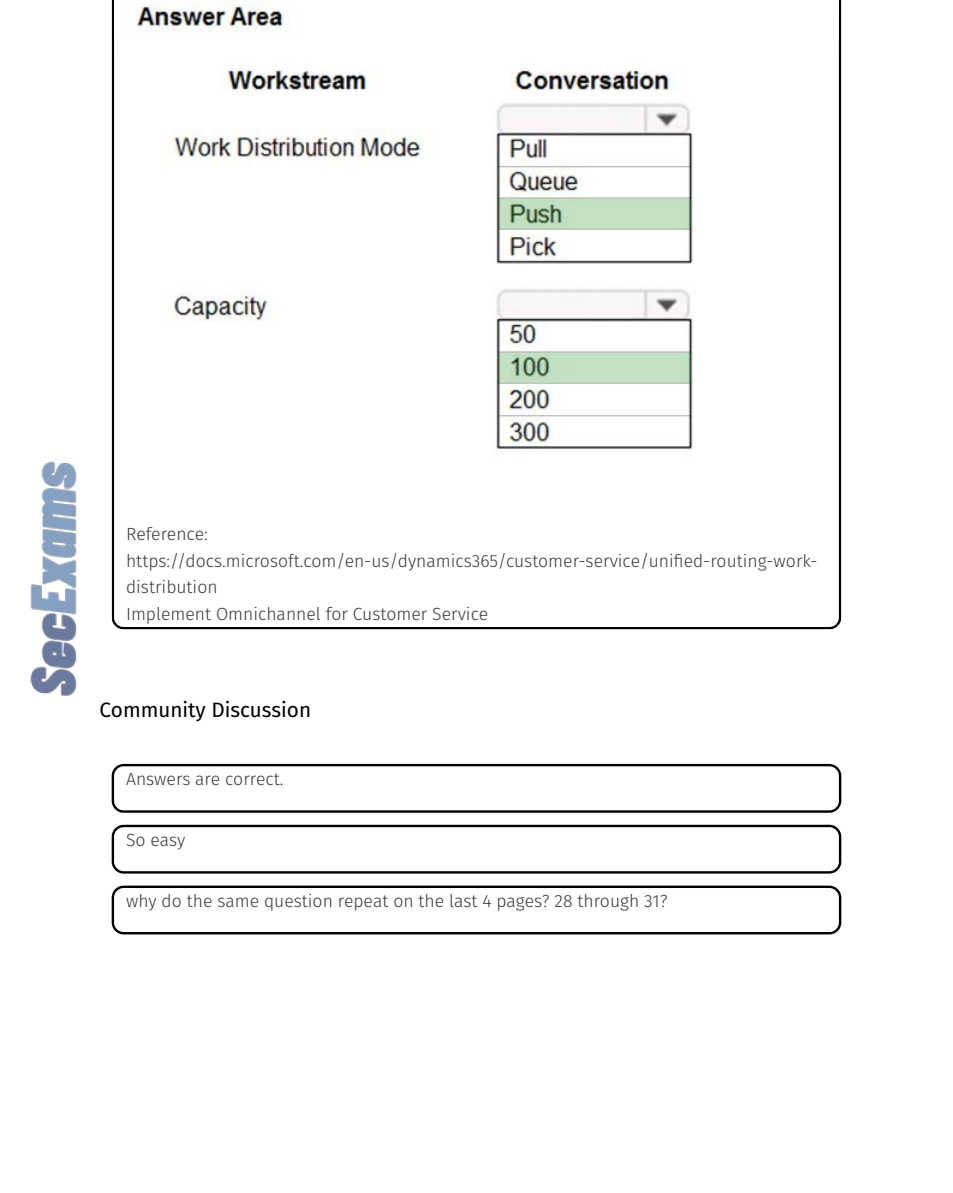 Answer Area
Workstream Conversation
Work Distribution Mode
Pull
Queue
Push
Pick
Capacity
50
100
200
300
Reference:
https://docs.microsoft.com/en-us/dynamics365/customer-service/unified-routing-work-
distribution
Implement Omnichannel for Customer Service
SecExams
Community Discussion
Answers are correct.
So easy
why do the same question repeat on the last 4 pages? 28 through 31?